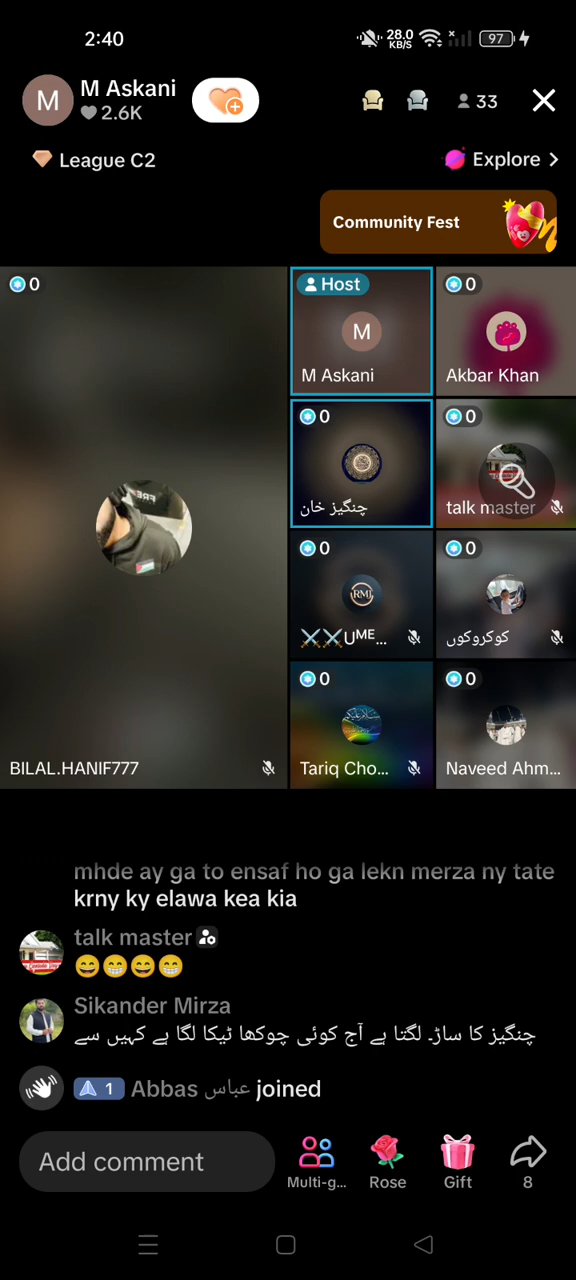 2:40
28.0
KB/S
97
M
M Askani
2.6K
33
League C2
Explore
Community Fest
0
Host
M
M Askani
0
Akbar Khan
0
چنگیز خان
0
talk master
0
RMI
⚔️⚔️Uᴹᴱ...
0
کوکروکوں
BILAL.HANIF777
0
Tariq Cho...
0
Naveed Ahm...
mhde ay ga to ensaf ho ga lekn merza ny tate
krny ky elawa kea kia
talk master
😄😁😄😁
Sikander Mirza
چنگیز کا ساڑ۔ لگتا ہے آج کوئی چوکھا ٹیکا لگا ہے کہیں سے
1 Abbas عباس joined
Add comment
Multi-g...
Rose
Gift
8